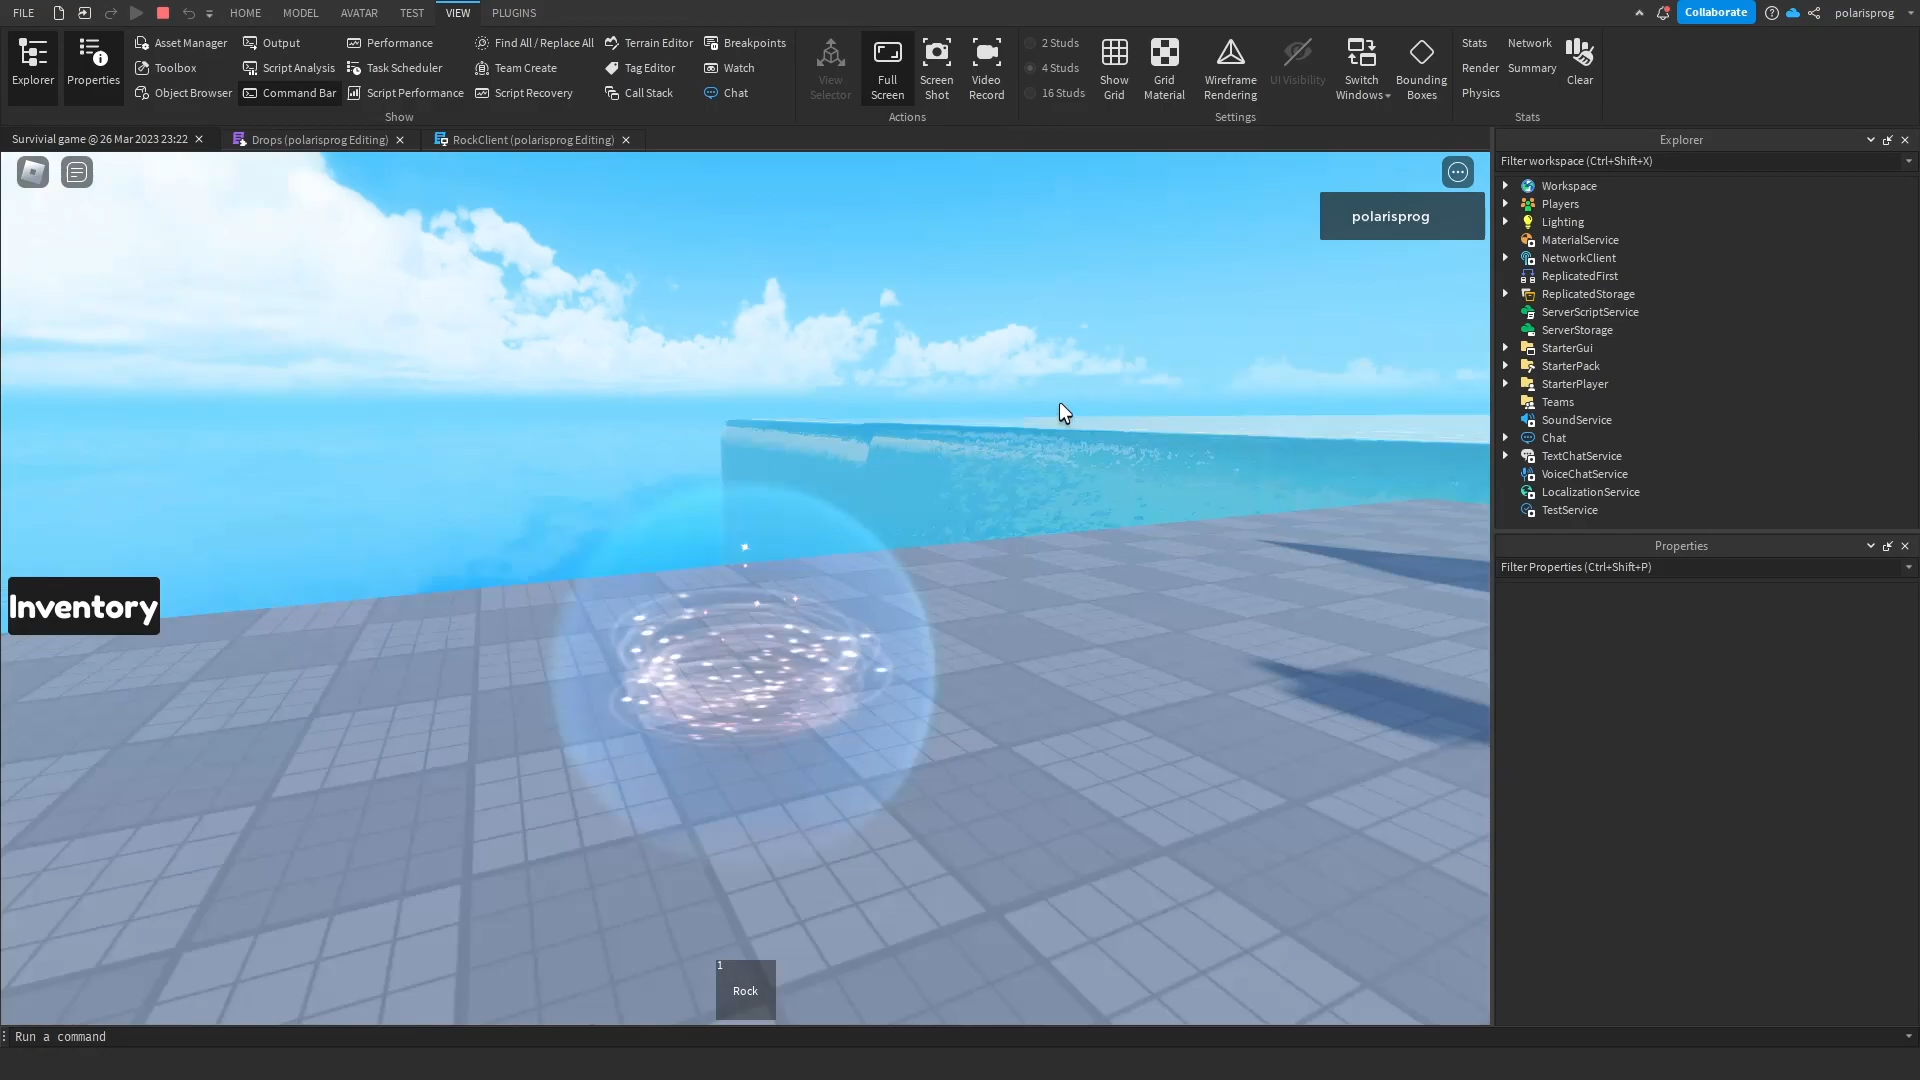 FILE HOME MODEL AVATAR TEST VIEW PLUGINS Collaborate polarisprog
Explorer
Properties
Asset Manager
Toolbox
Object Browser
Output
Script Analysis
Command Bar
Performance
Task Scheduler
Script Performance
Find All / Replace All
Team Create
Script Recovery
Terrain Editor
Tag Editor
Call Stack
Breakpoints
Watch
Chat
Show
View
Selector
Full
Screen
Screen
Shot
Video
Record
Actions
2 Studs
4 Studs
16 Studs
Show
Grid
Grid
Material
Wireframe
Rendering
UI Visibility
Switch
Windows
Bounding
Boxes
Settings
Stats
Render
Physics
Network
Summary
Clear
Stats
Survivial game @ 26 Mar 2023 23:22
Drops (polarisprog Editing)
RockClient (polarisprog Editing)
polarisprog
Inventory
1
Rock
Explorer
Filter workspace (Ctrl+Shift+X)
Workspace
Players
Lighting
MaterialService
NetworkClient
ReplicatedFirst
ReplicatedStorage
ServerScriptService
ServerStorage
StarterGui
StarterPack
StarterPlayer
Teams
SoundService
Chat
TextChatService
VoiceChatService
LocalizationService
TestService
Properties
Filter Properties (Ctrl+Shift+P)
Run a command